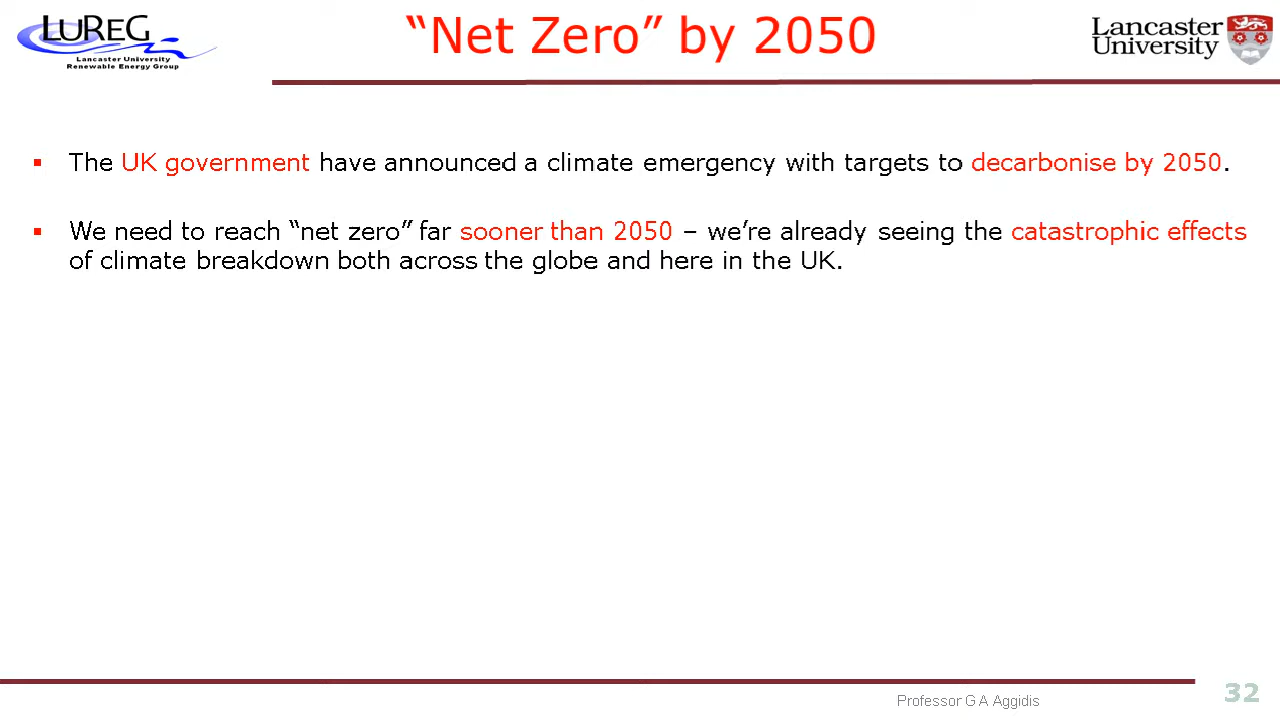 LUREG
Lancaster University
Renewable Energy Group
“Net Zero” by 2050
Lancaster
University
▪ The UK government have announced a climate emergency with targets to decarbonise by 2050.
▪ We need to reach “net zero” far sooner than 2050 – we’re already seeing the catastrophic effects
of climate breakdown both across the globe and here in the UK.
Professor G A Aggidis
32